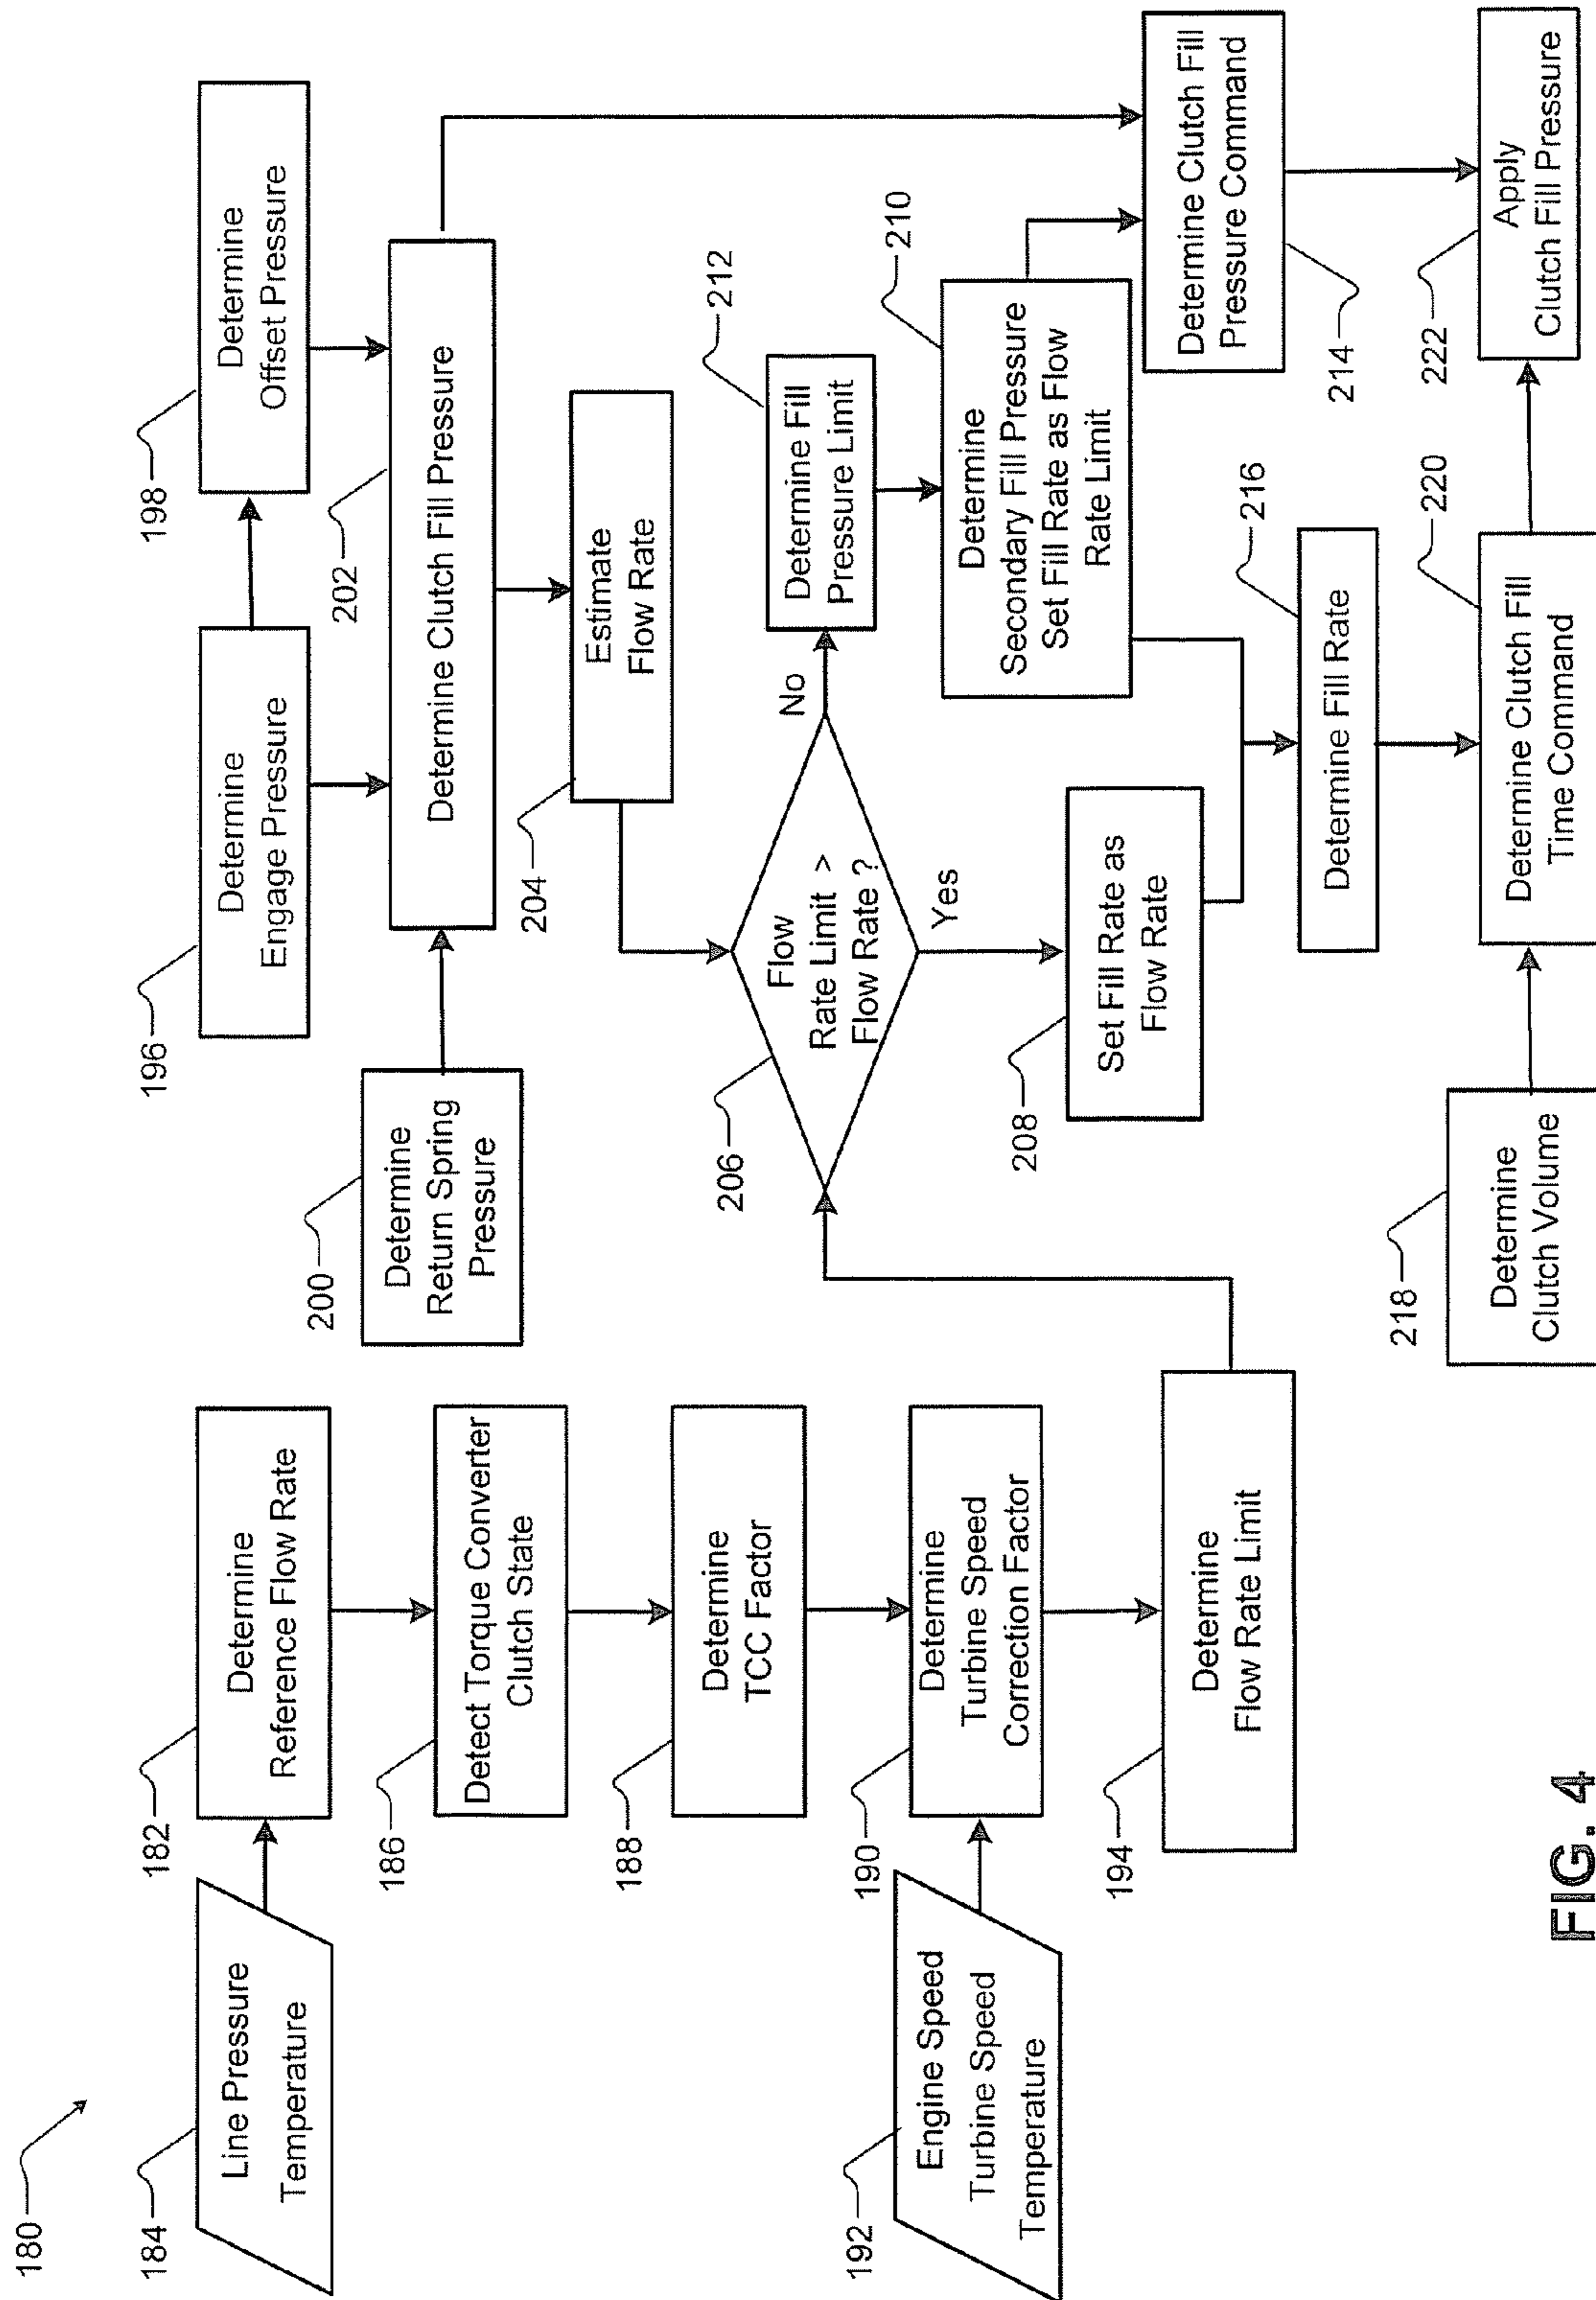 180
184
Line Pressure
Temperature
182
Determine
Reference Flow Rate
186
Detect Torque Converter
Clutch State
188
Determine
TCC Factor
192
Engine Speed
Turbine Speed
Temperature
190
Determine
Turbine Speed
Correction Factor
194
Determine
Flow Rate Limit
196
Determine
Engage Pressure
198
Determine
Offset Pressure
200
Determine
Return Spring
Pressure
202
Determine Clutch Fill Pressure
204
Estimate
Flow Rate
206
Flow
Rate Limit >
Flow Rate ?
No
Yes
212
Determine Fill
Pressure Limit
210
Determine
Secondary Fill Pressure
Set Fill Rate as Flow
Rate Limit
208
Set Fill Rate as
Flow Rate
214
Determine Clutch Fill
Pressure Command
216
Determine Fill Rate
218
Determine
Clutch Volume
220
Determine Clutch Fill
Time Command
222
Apply
Clutch Fill Pressure
FIG. 4